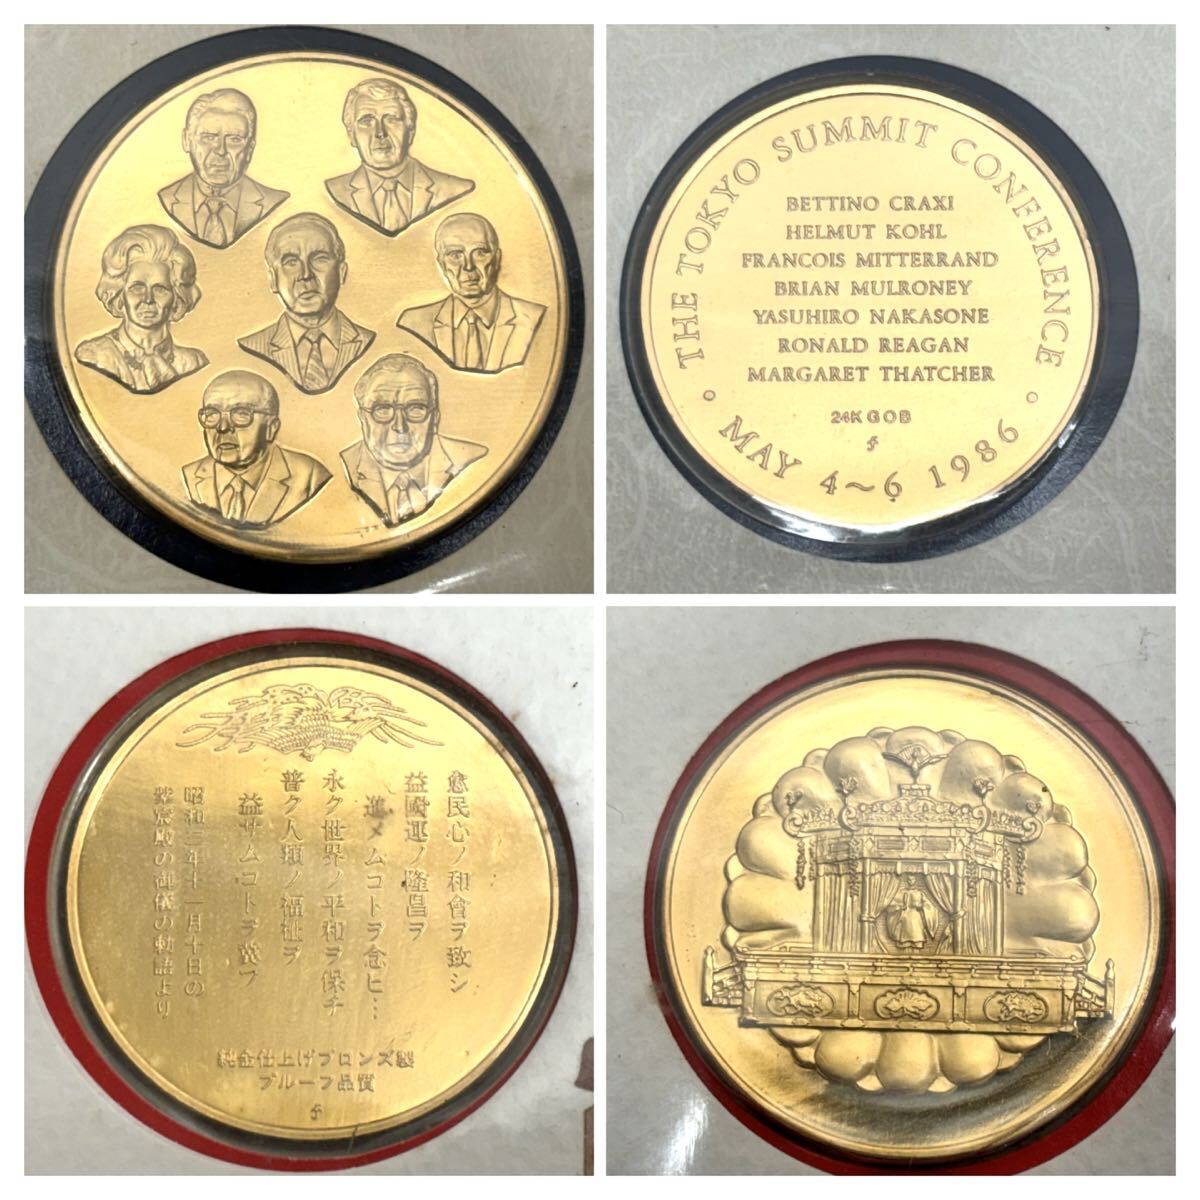 THE TOKYO SUMMIT CONFERENCE
BETTINO CRAXI
HELMUT KOHL
FRANCOIS MITTERRAND
BRIAN MULRONEY
YASUHIRO NAKASONE
RONALD REAGAN
MARGARET THATCHER
24K GOB
MAY 4~6 1986
愈民心ノ和會ヲ致シ
益國運ノ隆昌ヲ
進メムコトヲ念ヒ…
永ク世界ノ平和ヲ保チ
普ク人類ノ福祉ヲ
益サムコトヲ冀フ
昭和三年十一月十日の
紫宸殿の御儀の勅語より
純金仕上げブロンズ製
プルーフ品質